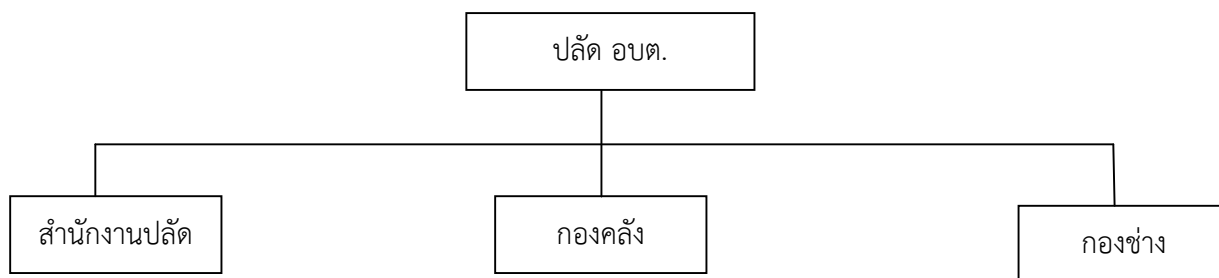 ปลัด อบต.
สำนักงานปลัด
กองคลัง
กองช่าง